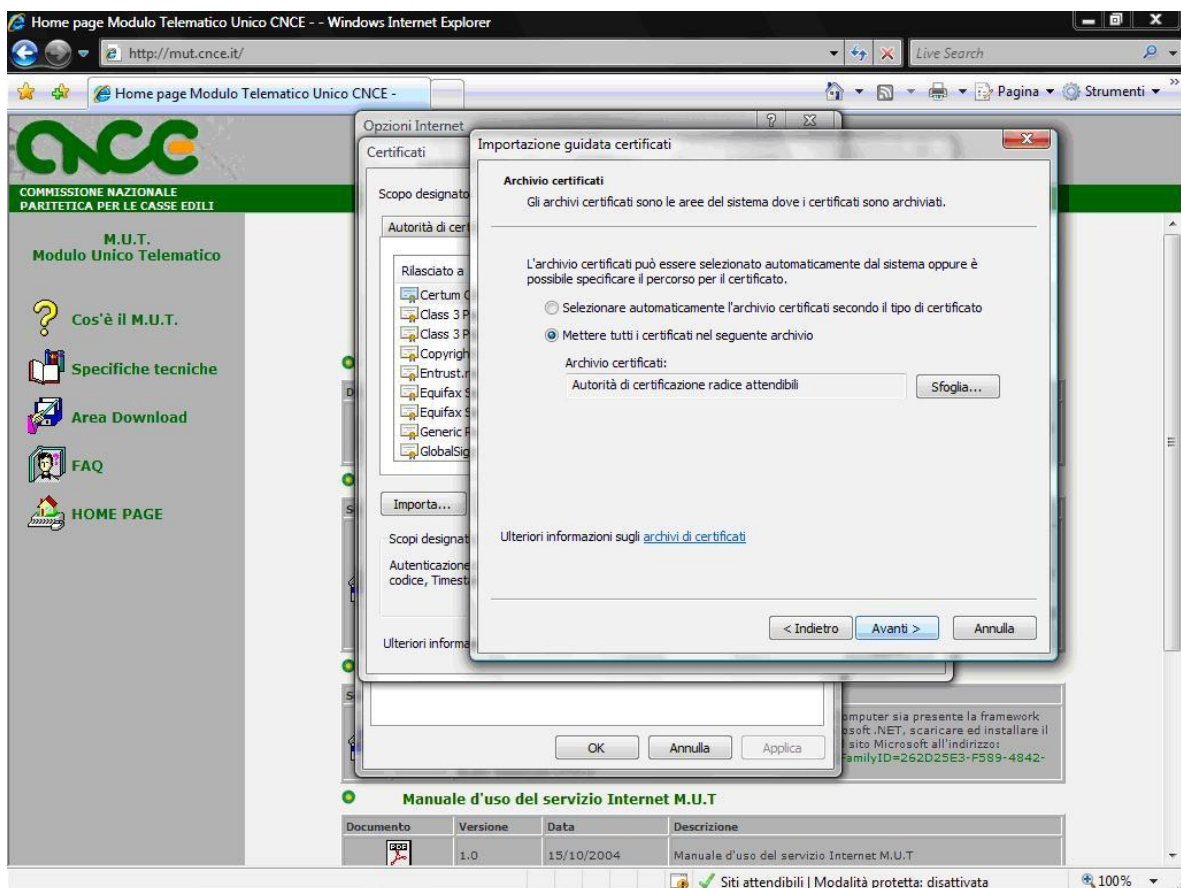 Home page Modulo Telematico Unico CNCE - - Windows Internet Explorer
http://mut.cnce.it/
Live Search
Home page Modulo Telematico Unico CNCE -
Pagina
Strumenti
CNCE
COMMISSIONE NAZIONALE
PARITETICA PER LE CASSE EDILI
M.U.T.
Modulo Unico Telematico
Cos'è il M.U.T.
Specifiche tecniche
Area Download
FAQ
HOME PAGE
Opzioni Internet
Certificati
Scopo designato
Autorità di cert
Rilasciato a
Certum C
Class 3 P
Class 3 P
Copyrigh
Entrust.n
Equifax S
Equifax S
Generic R
GlobalSig
Importa...
Scopi designat
Autenticazione
codice, Timest
Ulteriori informa
Importazione guidata certificati
Archivio certificati
Gli archivi certificati sono le aree del sistema dove i certificati sono archiviati.
L'archivio certificati può essere selezionato automaticamente dal sistema oppure è
possibile specificare il percorso per il certificato.
Selezionare automaticamente l'archivio certificati secondo il tipo di certificato
Mettere tutti i certificati nel seguente archivio
Archivio certificati:
Autorità di certificazione radice attendibili
Sfoglia...
Ulteriori informazioni sugli archivi di certificati
< Indietro
Avanti >
Annulla
OK
Annulla
Applica
omputer sia presente la framework
osoft .NET, scaricare ed installare il
l sito Microsoft all'indirizzo:
FamilyID=262D25E3-F589-4842-
Manuale d'uso del servizio Internet M.U.T
Documento Versione Data Descrizione
1.0 15/10/2004 Manuale d'uso del servizio Internet M.U.T
Siti attendibili | Modalità protetta: disattivata
100%